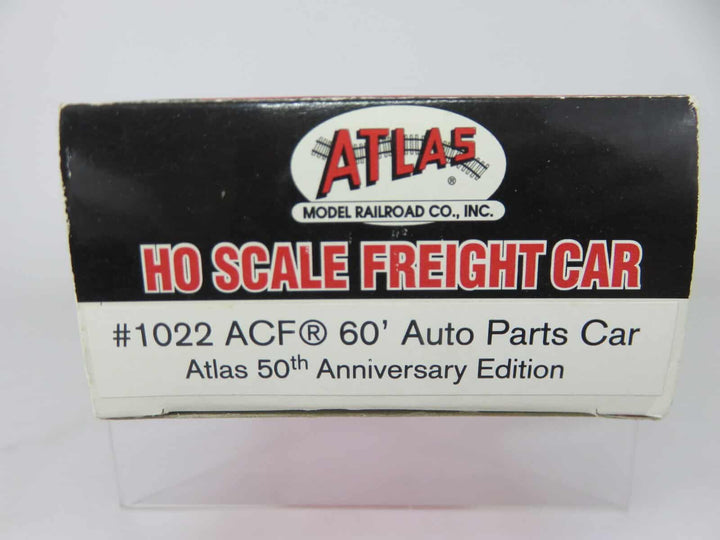 ATLAS®
MODEL RAILROAD CO., INC.
HO SCALE FREIGHT CAR
#1022 ACF® 60' Auto Parts Car
Atlas 50th Anniversary Edition